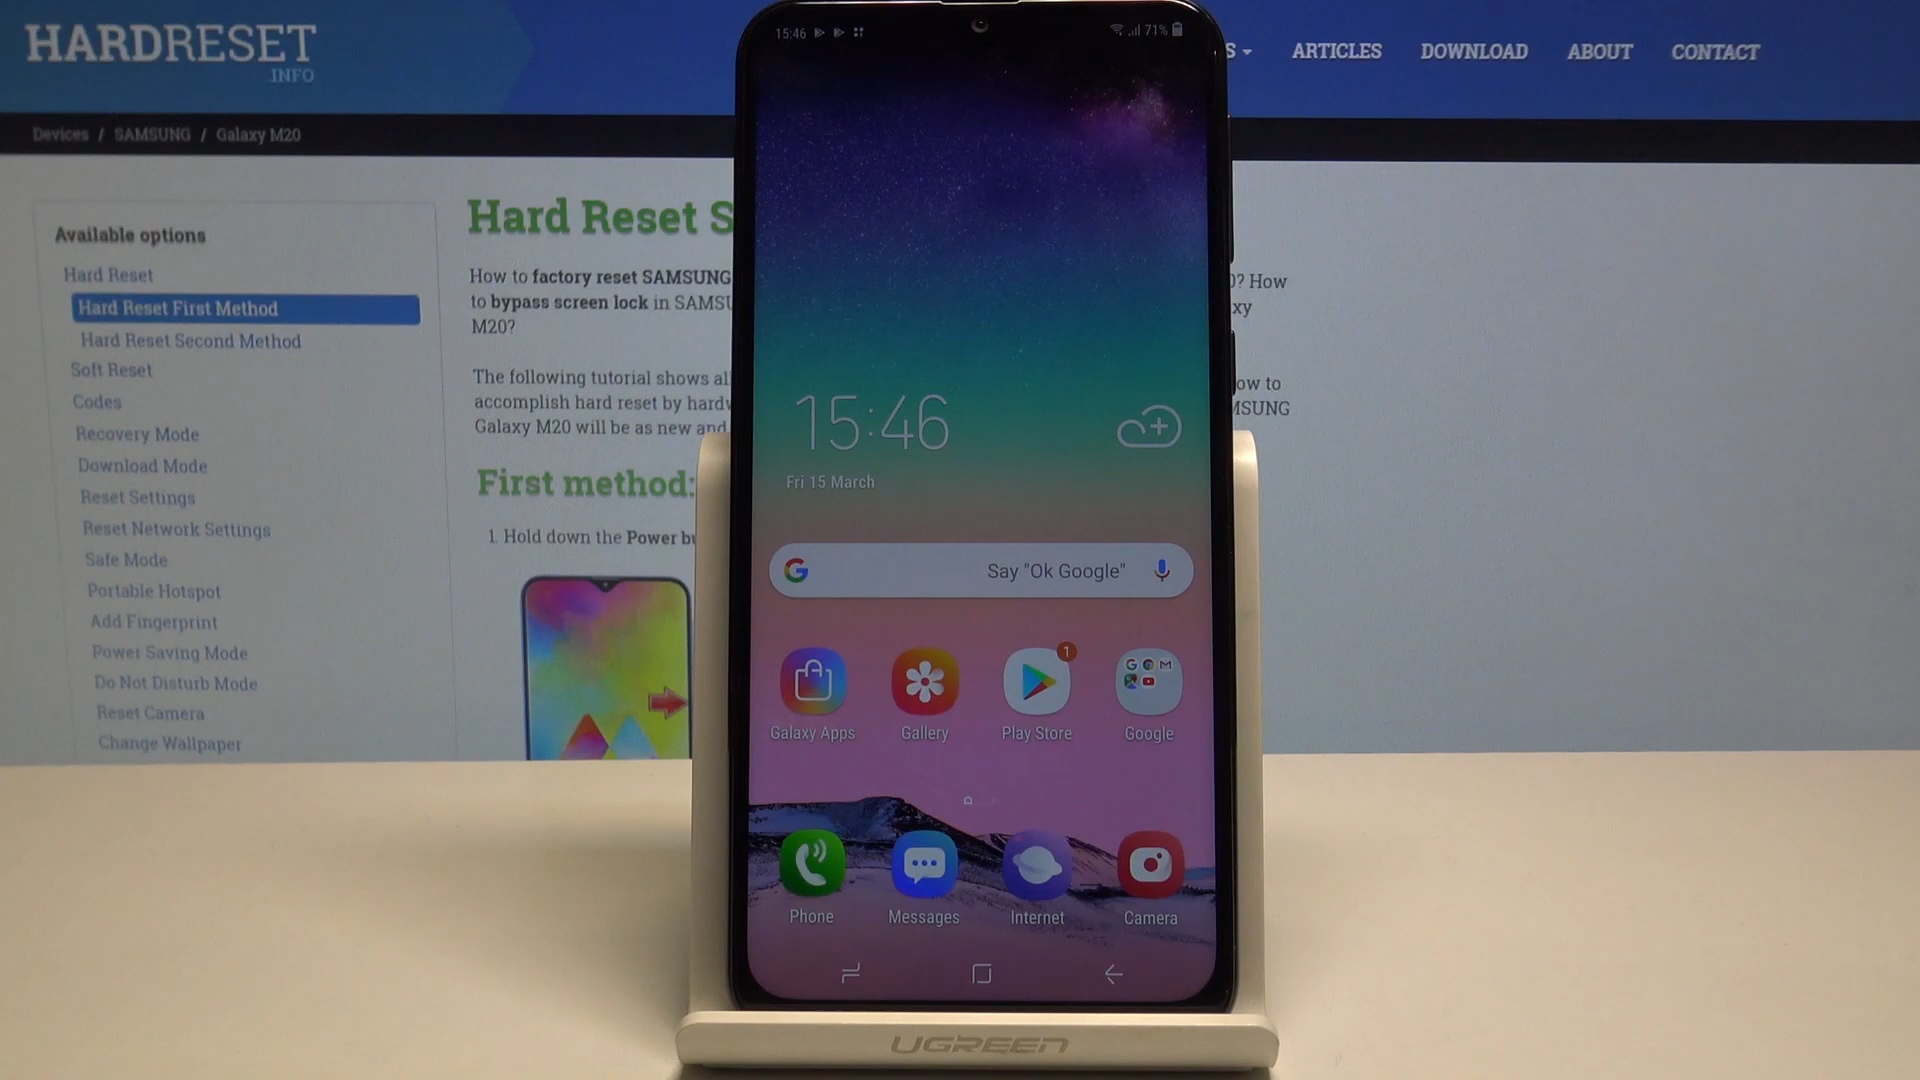 HARDRESET
.INFO
S
ARTICLES
DOWNLOAD
ABOUT
CONTACT
Devices / SAMSUNG / Galaxy M20
Available options
Hard Reset
Hard Reset First Method
Hard Reset Second Method
Soft Reset
Codes
Recovery Mode
Download Mode
Reset Settings
Reset Network Settings
Safe Mode
Portable Hotspot
Add Fingerprint
Power Saving Mode
Do Not Disturb Mode
Reset Camera
Change Wallpaper
Hard Reset S
How to factory reset SAMSUNG
to bypass screen lock in SAMSU
M20?
The following tutorial shows al
accomplish hard reset by hardw
Galaxy M20 will be as new and
First method:
1. Hold down the Power bu
0? How
xy
ow to
MSUNG
15:46
71%
15:46
Fri 15 March
Say "Ok Google"
1
Galaxy Apps
Gallery
Play Store
Google
Phone
Messages
Internet
Camera
UGREEN